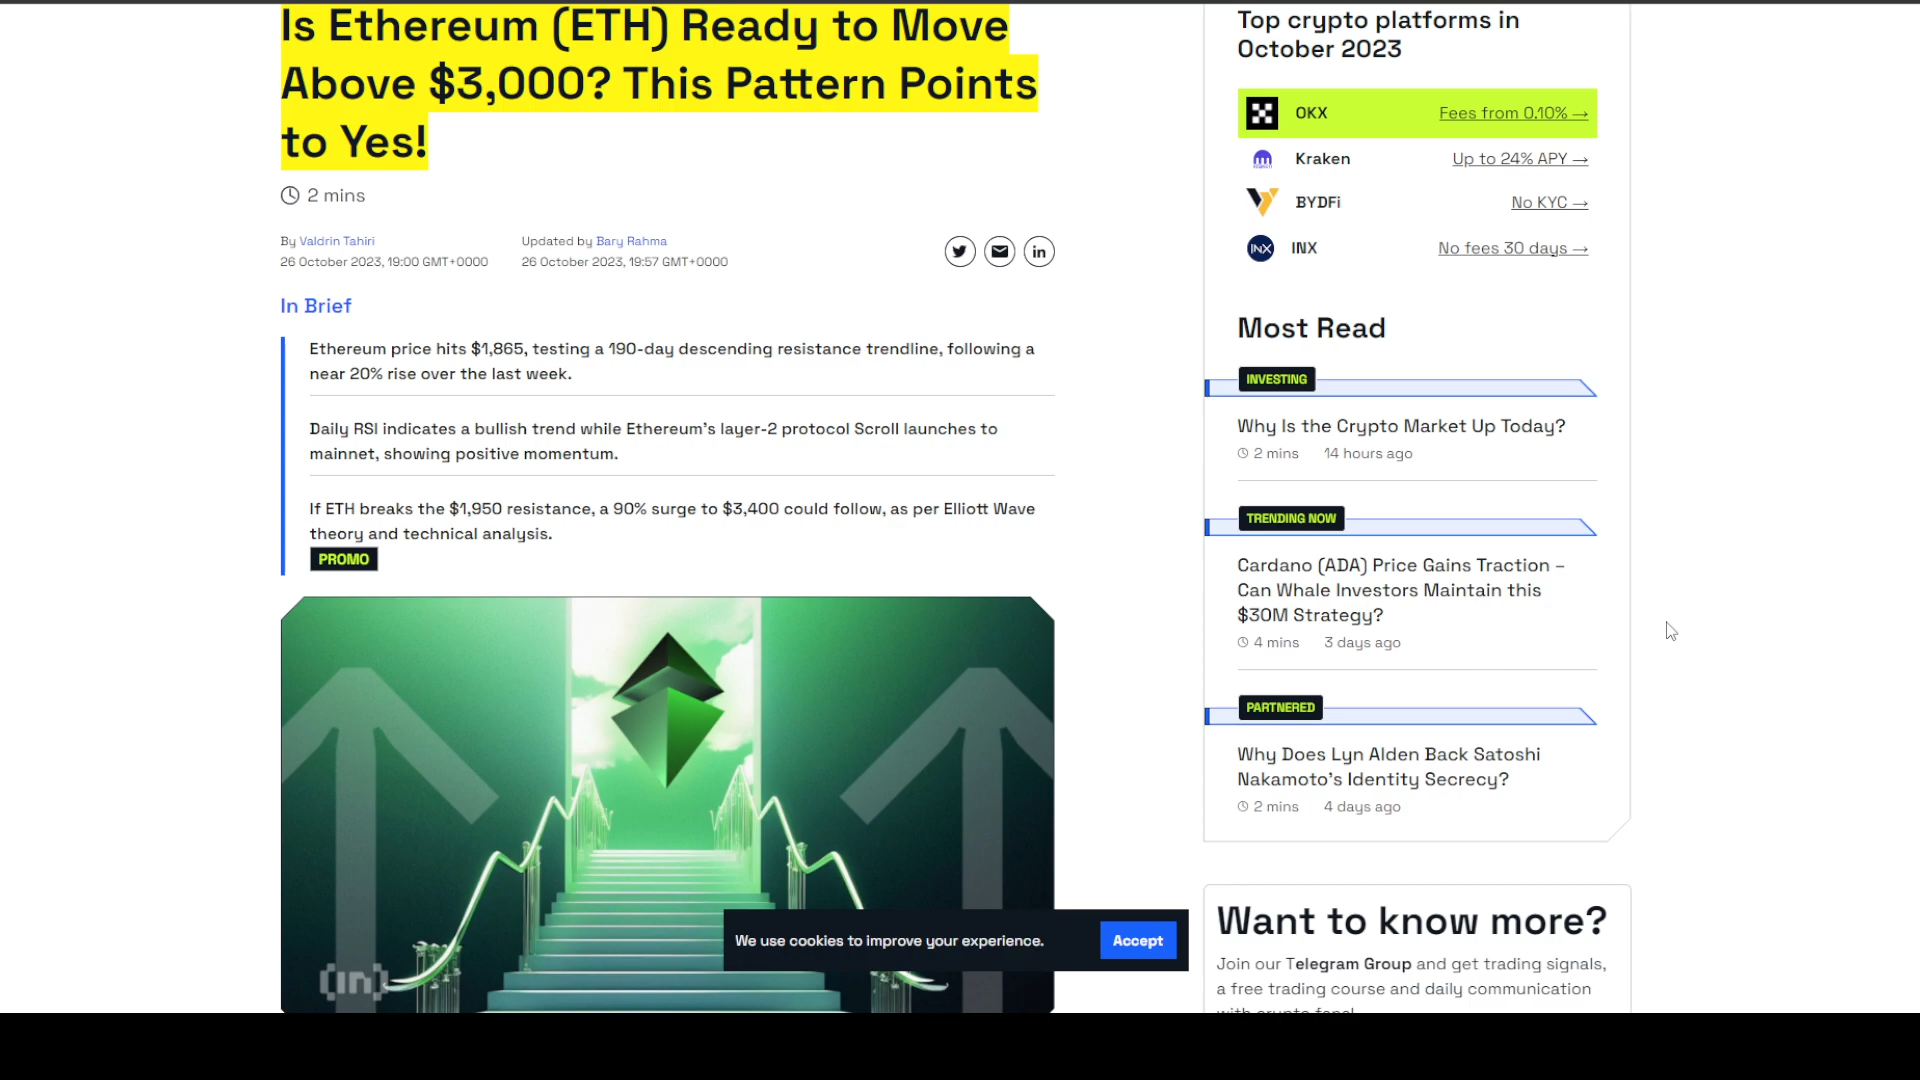 Is Ethereum (ETH) Ready to Move
Above $3,000? This Pattern Points
to Yes!
2 mins
By Valdrin Tahiri
26 October 2023, 19:00 GMT+0000
Updated by Bary Rahma
26 October 2023, 19:57 GMT+0000
in
In Brief
Ethereum price hits $1,865, testing a 190-day descending resistance trendline, following a
near 20% rise over the last week.
Daily RSI indicates a bullish trend while Ethereum's layer-2 protocol Scroll launches to
mainnet, showing positive momentum.
If ETH breaks the $1,950 resistance, a 90% surge to $3,400 could follow, as per Elliott Wave
theory and technical analysis.
PROMO
[in]
We use cookies to improve your experience.
Accept
Top crypto platforms in
October 2023
OKX Fees from 0.10% →
Kraken Up to 24% APY →
BYDFi No KYC →
INX INX No fees 30 days →
Most Read
INVESTING
Why Is the Crypto Market Up Today?
2 mins 14 hours ago
TRENDING NOW
Cardano (ADA) Price Gains Traction –
Can Whale Investors Maintain this
$30M Strategy?
4 mins 3 days ago
PARTNERED
Why Does Lyn Alden Back Satoshi
Nakamoto's Identity Secrecy?
2 mins 4 days ago
Want to know more?
Join our Telegram Group and get trading signals,
a free trading course and daily communication
with crypto fans!